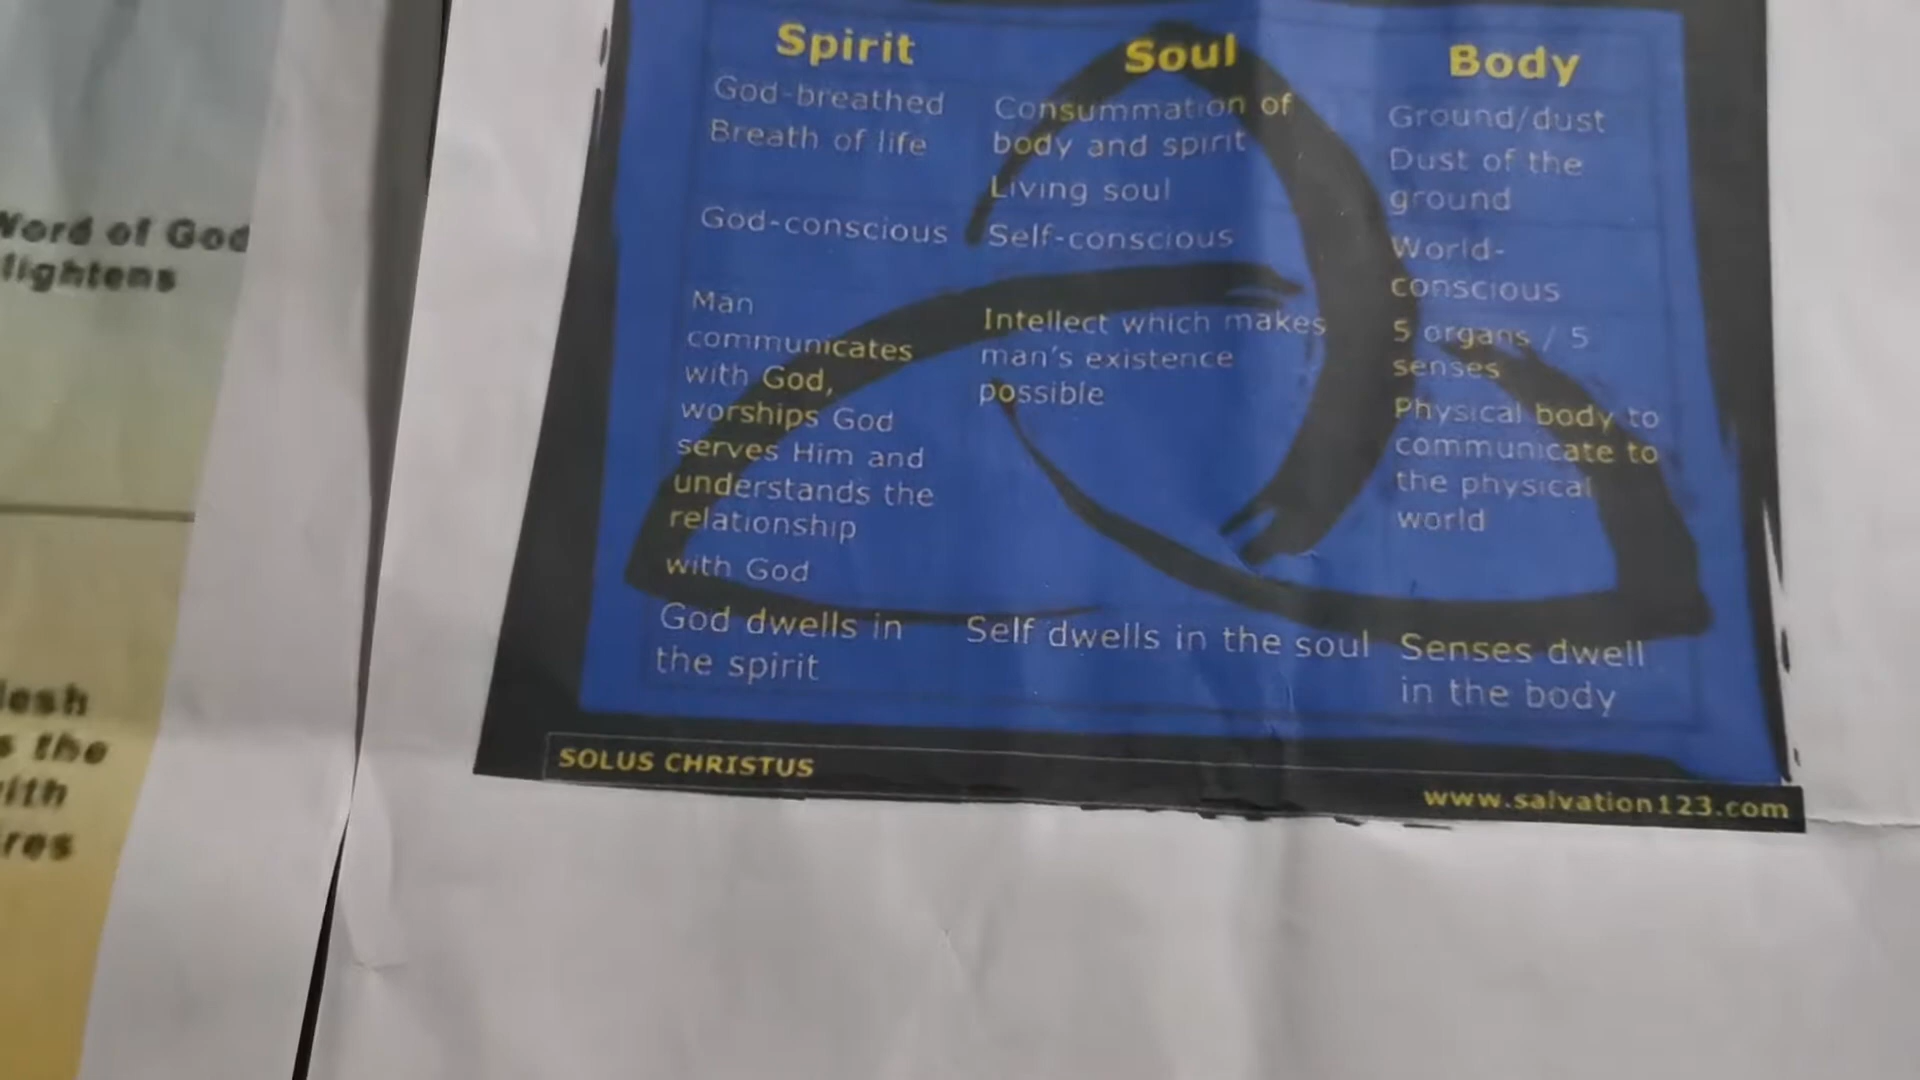 Word of God
lightens
lesh
s the
ith
res
Spirit
God-breathed
Breath of life
God-conscious
Man
communicates
with God,
worships God
serves Him and
understands the
relationship
with God
God dwells in
the spirit
Soul
Consummation of
body and spirit
Living soul
Self-conscious
Intellect which makes
man's existence
possible
Self dwells in the soul
Body
Ground/dust
Dust of the
ground
World-
conscious
5 organs / 5
senses
Physical body to
communicate to
the physical
world
Senses dwell
in the body
SOLUS CHRISTUS
www.salvation123.com